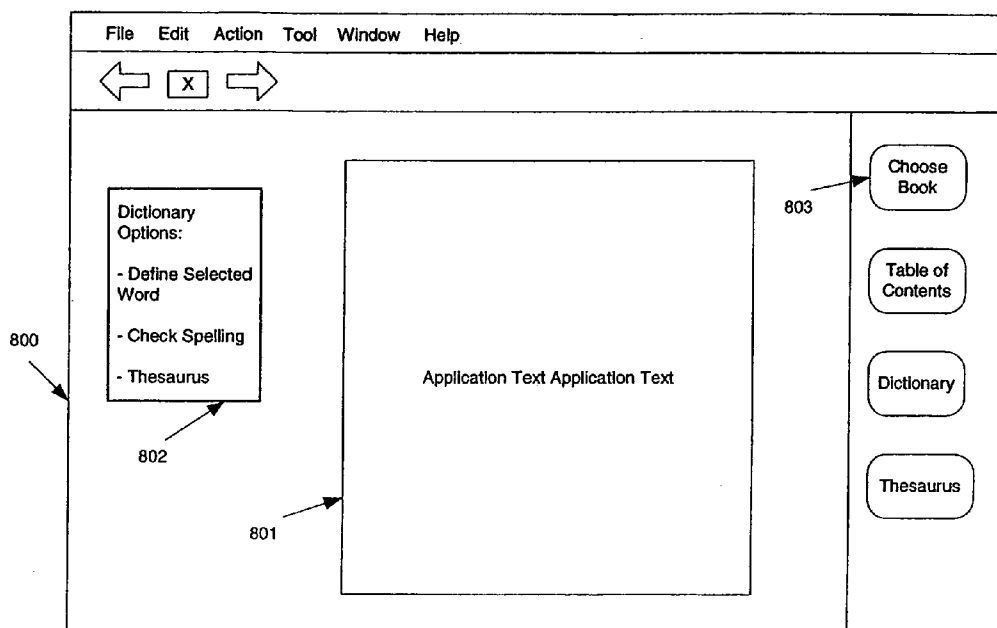 File Edit Action Tool Window Help
X
Choose
Book
803
Dictionary
Options:
- Define Selected
Word
- Check Spelling
- Thesaurus
Table of
Contents
800
Application Text Application Text
Dictionary
802
Thesaurus
801